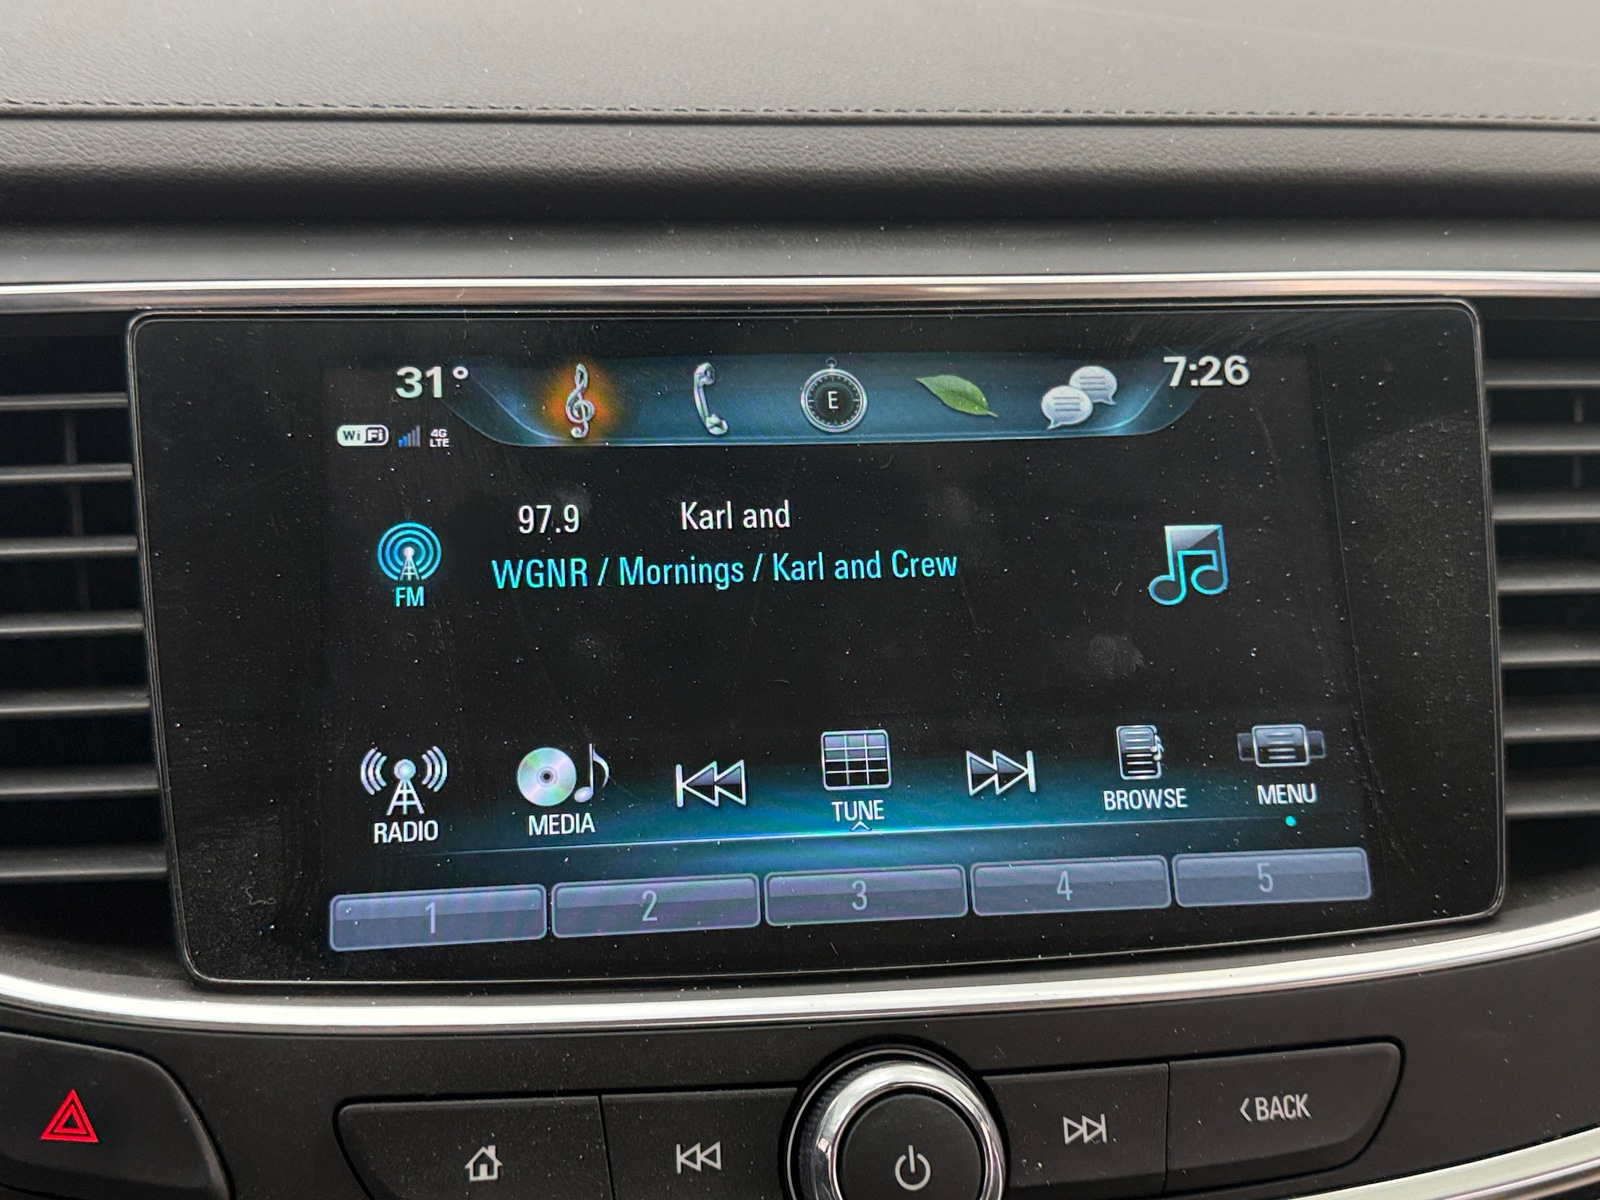 31°
E
7:26
WiFi 4G LTE
97.9 Karl and
FM
WGNR / Mornings / Karl and Crew
RADIO
MEDIA
TUNE
BROWSE
MENU
1 2 3 4 5
BACK